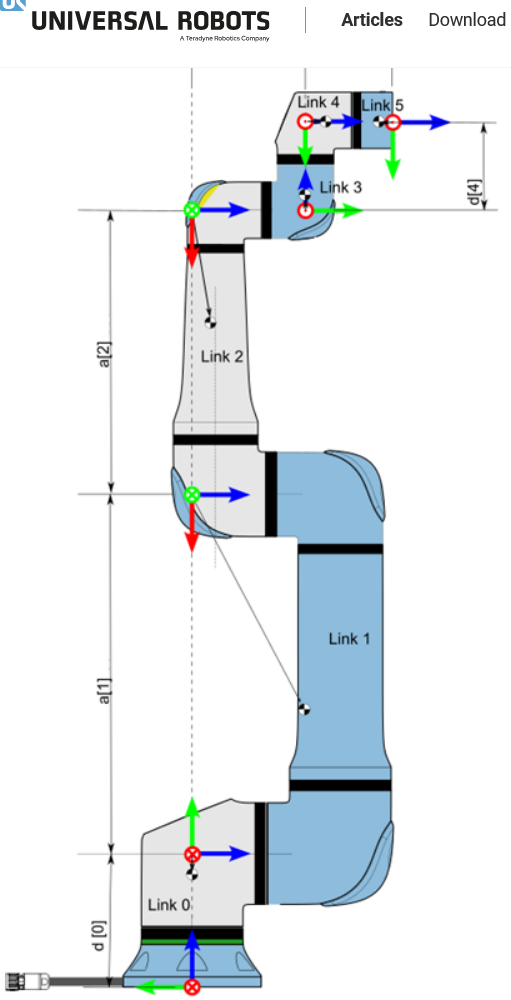 UNIVERSAL ROBOTS
A Teradyne Robotics Company
Articles
Download
Link 4
Link 5
Link 3
d[4]
a[2]
Link 2
Link 1
a[1]
Link 0
d [0]